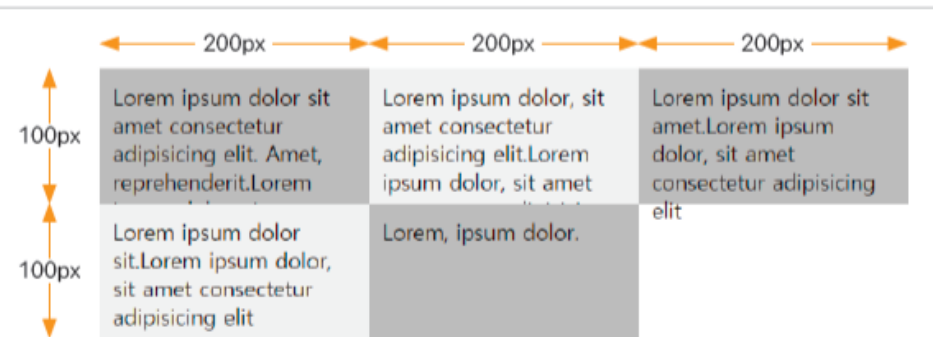 200px
200px
200px
100px
Lorem ipsum dolor sit
amet consectetur
adipisicing elit. Amet,
reprehenderit.Lorem
Lorem ipsum dolor, sit
amet consectetur
adipisicing elit.Lorem
ipsum dolor, sit amet
Lorem ipsum dolor sit
amet.Lorem ipsum
dolor, sit amet
consectetur adipisicing
elit
100px
Lorem ipsum dolor
sit.Lorem ipsum dolor,
sit amet consectetur
adipisicing elit
Lorem, ipsum dolor.